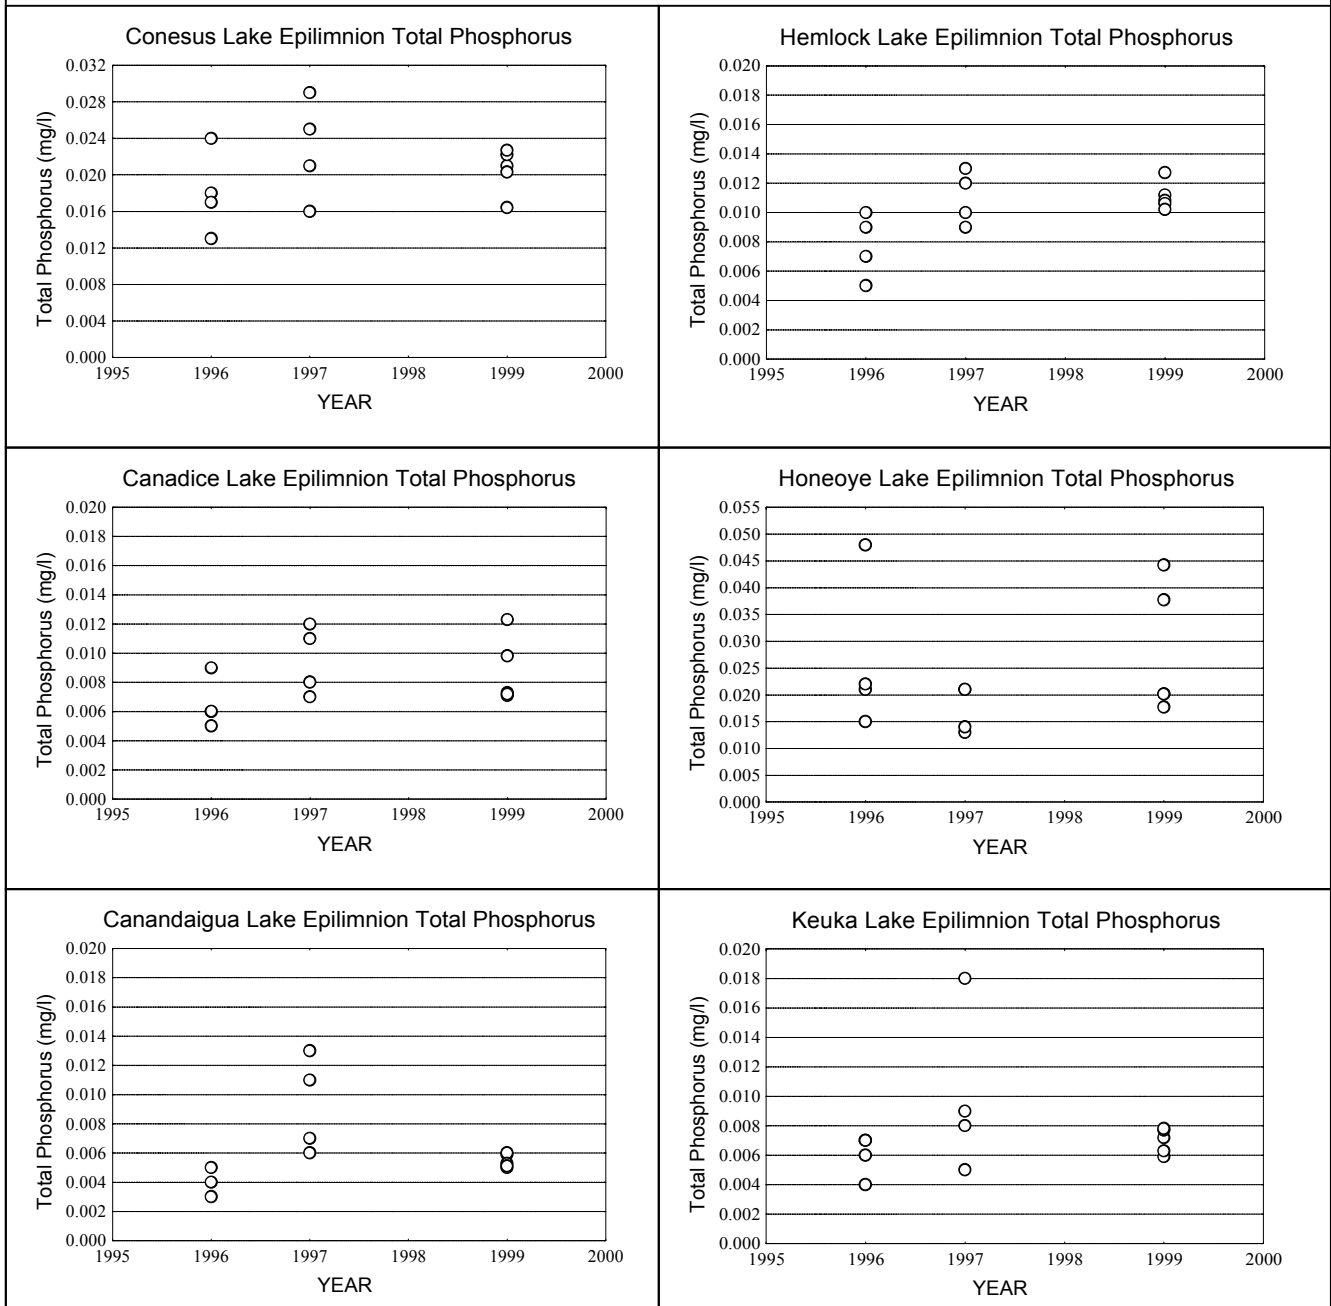 Conesus Lake Epilimnion Total Phosphorus
Total Phosphorus (mg/l)
0.032
0.028
0.024
0.020
0.016
0.012
0.008
0.004
0.000
1995 1996 1997 1998 1999 2000
YEAR
Hemlock Lake Epilimnion Total Phosphorus
Total Phosphorus (mg/l)
0.020
0.018
0.016
0.014
0.012
0.010
0.008
0.006
0.004
0.002
0.000
1995 1996 1997 1998 1999 2000
YEAR
Canadice Lake Epilimnion Total Phosphorus
Total Phosphorus (mg/l)
0.020
0.018
0.016
0.014
0.012
0.010
0.008
0.006
0.004
0.002
0.000
1995 1996 1997 1998 1999 2000
YEAR
Honeoye Lake Epilimnion Total Phosphorus
Total Phosphorus (mg/l)
0.055
0.050
0.045
0.040
0.035
0.030
0.025
0.020
0.015
0.010
0.005
0.000
1995 1996 1997 1998 1999 2000
YEAR
Canandaigua Lake Epilimnion Total Phosphorus
Total Phosphorus (mg/l)
0.020
0.018
0.016
0.014
0.012
0.010
0.008
0.006
0.004
0.002
0.000
1995 1996 1997 1998 1999 2000
YEAR
Keuka Lake Epilimnion Total Phosphorus
Total Phosphorus (mg/l)
0.020
0.018
0.016
0.014
0.012
0.010
0.008
0.006
0.004
0.002
0.000
1995 1996 1997 1998 1999 2000
YEAR